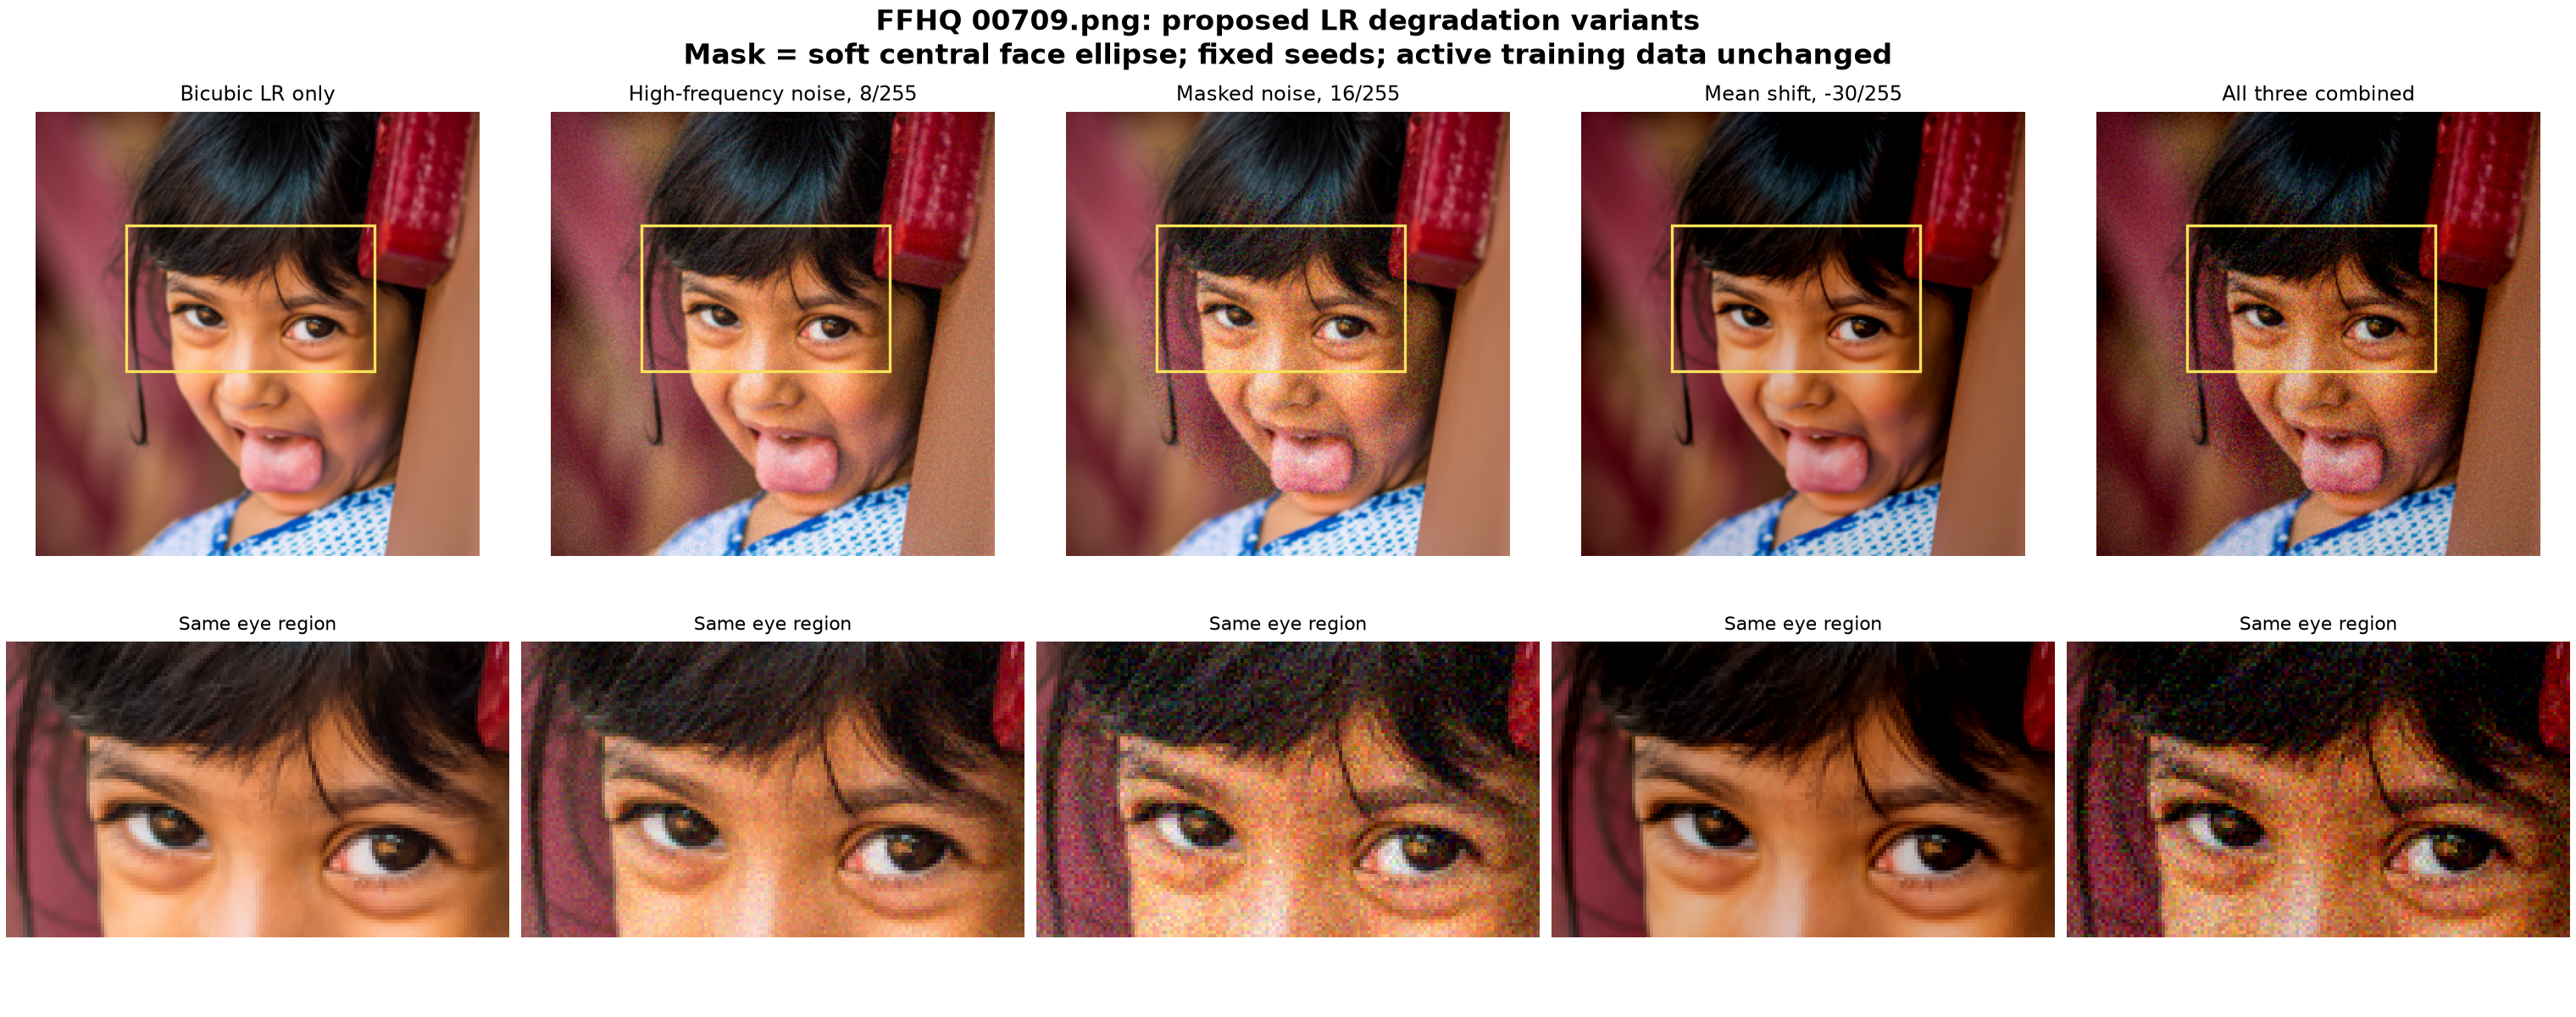 FFHQ 00709.png: proposed LR degradation variants
Mask = soft central face ellipse; fixed seeds; active training data unchanged
Bicubic LR only
High-frequency noise, 8/255
Masked noise, 16/255
Mean shift, -30/255
All three combined
Same eye region
Same eye region
Same eye region
Same eye region
Same eye region